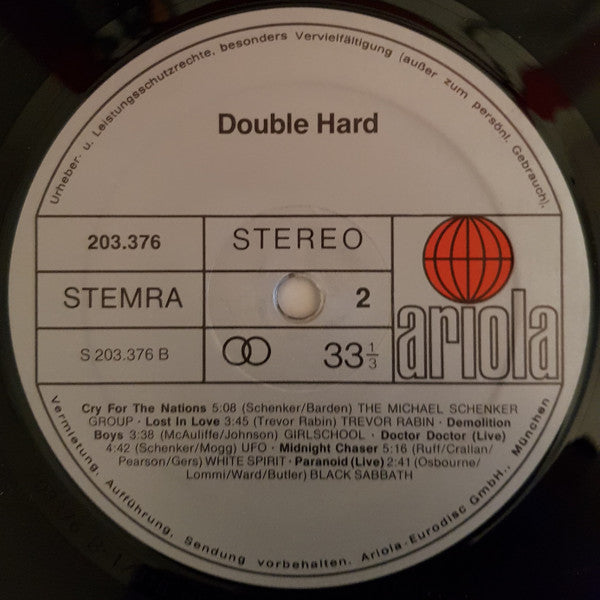 Urheber- u. Leistungsschutzrechte, besonders Vervielfältigung (außer zum persönl. Gebrauch),
Double Hard
203.376
STEREO
STEMRA
2
ariola
S 203.376 B
33 1/3
Cry For The Nations 5:08 (Schenker/Barden) THE MICHAEL SCHENKER
GROUP · Lost In Love 3:45 (Trevor Rabin) TREVOR RABIN · Demolition
Boys 3:38 (McAuliffe/Johnson) GIRLSCHOOL · Doctor Doctor (Live)
4:42 (Schenker/Mogg) UFO · Midnight Chaser 5:16 (Ruff/Crallan/
Pearson/Gers) WHITE SPIRIT · Paranoid (Live) 2:41 (Osbourne/
Lommi/Ward/Butler) BLACK SABBATH
Vermietung, Aufführung, Sendung vorbehalten. Ariola-Eurodisc GmbH., München